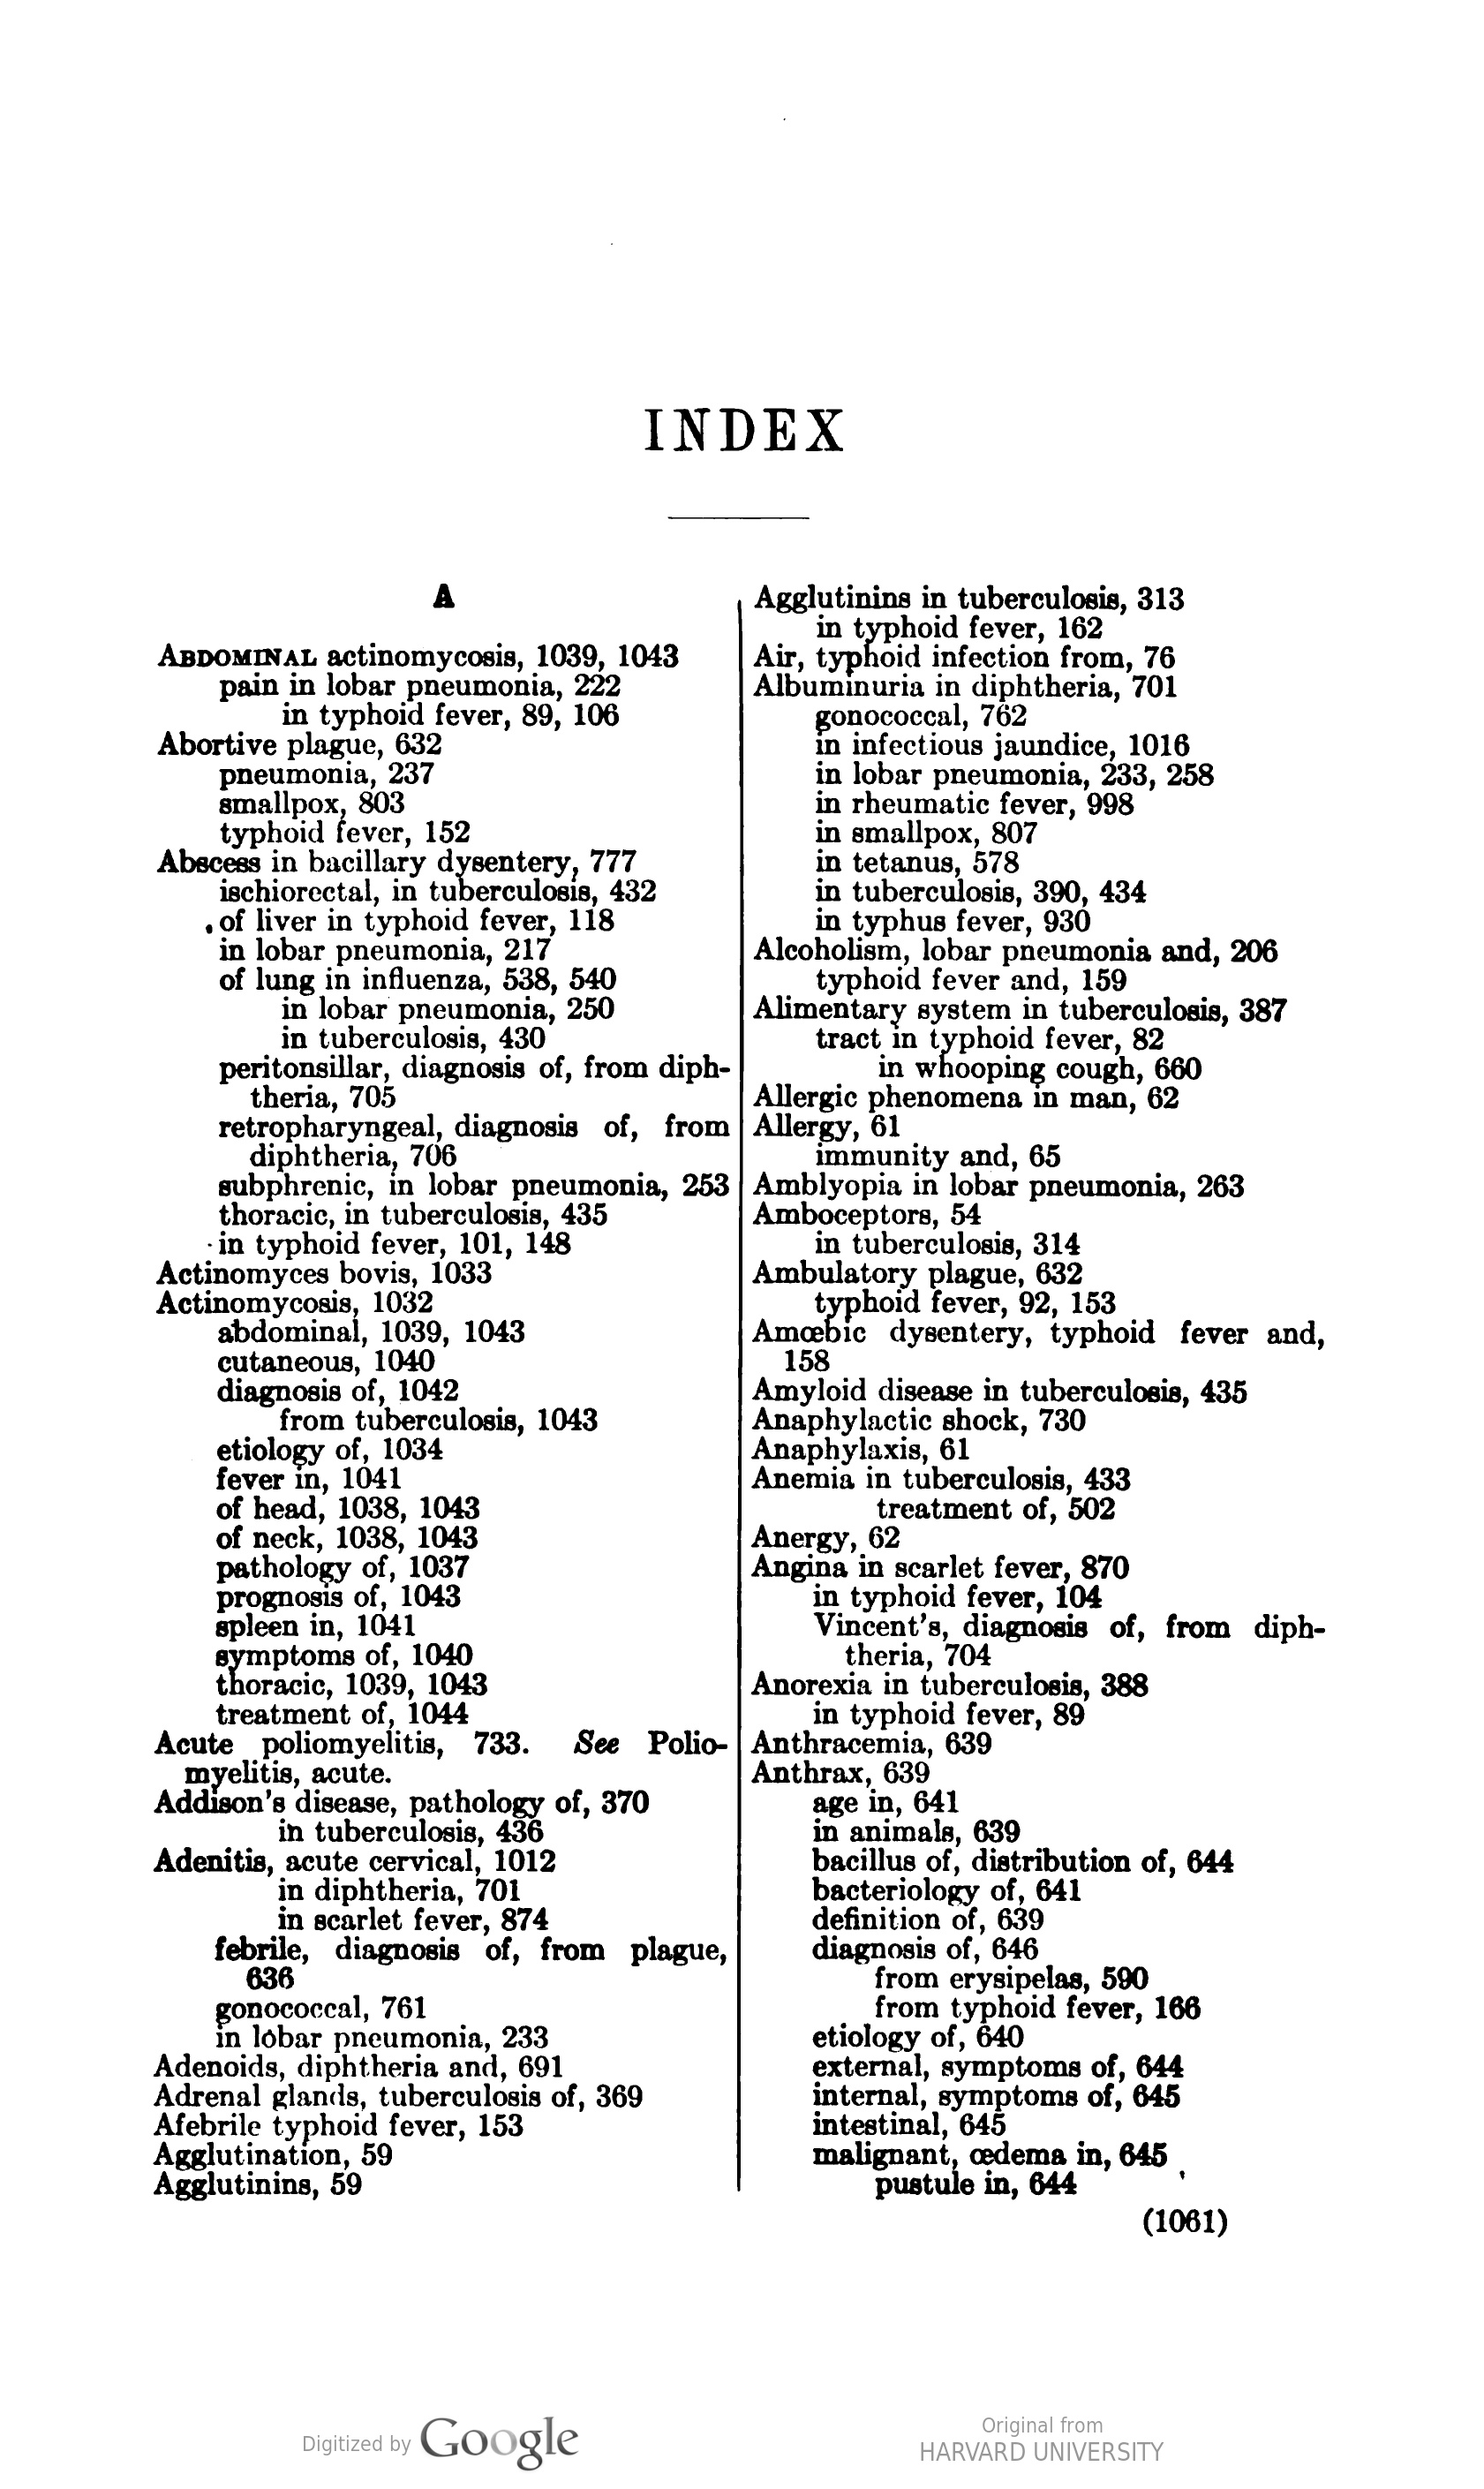 INDEX
A
ABDOMINAL actinomycosis, 1039, 1043
pain in lobar pneumonia, 222
in typhoid fever, 89, 106
Abortive plague, 632
pneumonia, 237
smallpox, 803
typhoid fever, 152
Abscess in bacillary dysentery, 777
ischiorectal, in tuberculosis, 432
of liver in typhoid fever, 118
in lobar pneumonia, 217
of lung in influenza, 538, 540
in lobar pneumonia, 250
in tuberculosis, 430
peritonsillar, diagnosis of, from diph-
theria, 705
retropharyngeal, diagnosis of, from
diphtheria, 706
subphrenic, in lobar pneumonia, 253
thoracic, in tuberculosis, 435
in typhoid fever, 101, 148
Actinomyces bovis, 1033
Actinomycosis, 1032
abdominal, 1039, 1043
cutaneous, 1040
diagnosis of, 1042
from tuberculosis, 1043
etiology of, 1034
fever in, 1041
of head, 1038, 1043
of neck, 1038, 1043
pathology of, 1037
prognosis of, 1043
spleen in, 1041
symptoms of, 1040
thoracic, 1039, 1043
treatment of, 1044
Acute poliomyelitis, 733. See Polio-
myelitis, acute.
Addison's disease, pathology of, 370
in tuberculosis, 436
Adenitis, acute cervical, 1012
in diphtheria, 701
in scarlet fever, 874
febrile, diagnosis of, from plague,
636
gonococcal, 761
in lobar pneumonia, 233
Adenoids, diphtheria and, 691
Adrenal glands, tuberculosis of, 369
Afebrile typhoid fever, 153
Agglutination, 59
Agglutinins, 59
Agglutinins in tuberculosis, 313
in typhoid fever, 162
Air, typhoid infection from, 76
Albuminuria in diphtheria, 701
gonococcal, 762
in infectious jaundice, 1016
in lobar pneumonia, 233, 258
in rheumatic fever, 998
in smallpox, 807
in tetanus, 578
in tuberculosis, 390, 434
in typhus fever, 930
Alcoholism, lobar pneumonia and, 206
typhoid fever and, 159
Alimentary system in tuberculosis, 387
tract in typhoid fever, 82
in whooping cough, 660
Allergic phenomena in man, 62
Allergy, 61
immunity and, 65
Amblyopia in lobar pneumonia, 263
Amboceptors, 54
in tuberculosis, 314
Ambulatory plague, 632
typhoid fever, 92, 153
Amœbic dysentery, typhoid fever and,
158
Amyloid disease in tuberculosis, 435
Anaphylactic shock, 730
Anaphylaxis, 61
Anemia in tuberculosis, 433
treatment of, 502
Anergy, 62
Angina in scarlet fever, 870
in typhoid fever, 104
Vincent's, diagnosis of, from diph-
theria, 704
Anorexia in tuberculosis, 388
in typhoid fever, 89
Anthracemia, 639
Anthrax, 639
age in, 641
in animals, 639
bacillus of, distribution of, 644
bacteriology of, 641
definition of, 639
diagnosis of, 646
from erysipelas, 590
from typhoid fever, 166
etiology of, 640
external, symptoms of, 644
internal, symptoms of, 645
intestinal, 645
malignant, œdema in, 645
pustule in, 644
(1061)
Digitized by Google
Original from
HARVARD UNIVERSITY